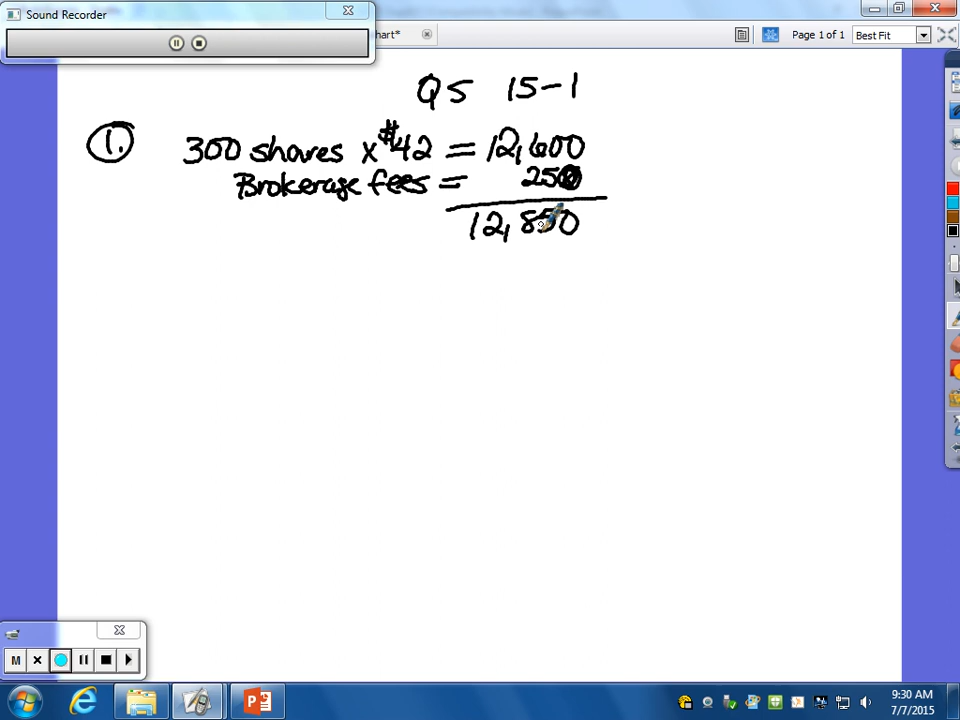 Sound Recorder
hart*
Page 1 of 1
Best Fit
QS 15-1
1. 300 shares x $42 = 12,600
Brokerage fees = 250
12,850
M
9:30 AM
7/7/2015